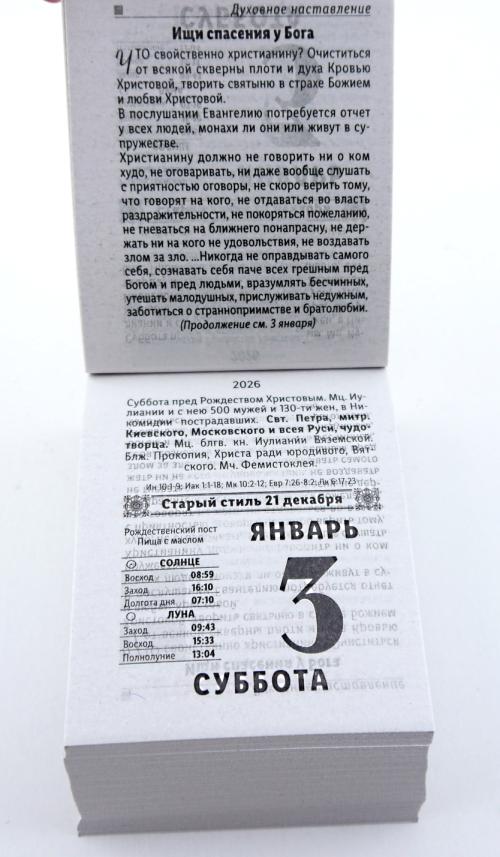 Духовное наставление
Ищи спасения у Бога
ЧТО свойственно христианину? Очиститься
от всякой скверны плоти и духа Кровью
Христовой, творить святыню в страхе Божием
и любви Христовой.
В послушании Евангелию потребуется отчет
у всех людей, монахи ли они или живут в су-
пружестве.
Христианину должно не говорить ни о ком
худо, не оговаривать, ни даже вообще слушать
с приятностью оговоры, не скоро верить тому,
что говорят на кого, не отдаваться во власть
раздражительности, не покоряться пожеланию,
не гневаться на ближнего понапрасну, не дер-
жать ни на кого не удовольствия, не воздавать
злом за зло. ...Никогда не оправдывать самого
себя, сознавать себя паче всех грешным пред
Богом и пред людьми, вразумлять бесчинных,
утешать малодушных, прислуживать недужным,
заботиться о странноприимстве и братолюбии.
(Продолжение см. 3 января)
2026
Суббота пред Рождеством Христовым. Мц. Иу-
лиании и с нею 500 мужей и 130-ти жен, в Ни-
комидии пострадавших. Свт. Петра, митр.
Киевского, Московского и всея Руси, чудо-
творца. Мц. блгв. кн. Иулиании Вяземской.
Блж. Прокопия, Христа ради юродивого, Вят-
ского. Мч. Фемистоклея.
Ин 10:1-9; Иак 1:1-18; Мк 10:2-12; Евр 7:26-8:2; Лк 6:17-23
Старый стиль 21 декабря
Рождественский пост
Пища с маслом
СОЛНЦЕ
Восход 08:59
Заход 16:10
Долгота дня 07:10
ЛУНА
Заход 09:43
Восход 15:33
Полнолуние 13:04
ЯНВАРЬ
3
СУББОТА